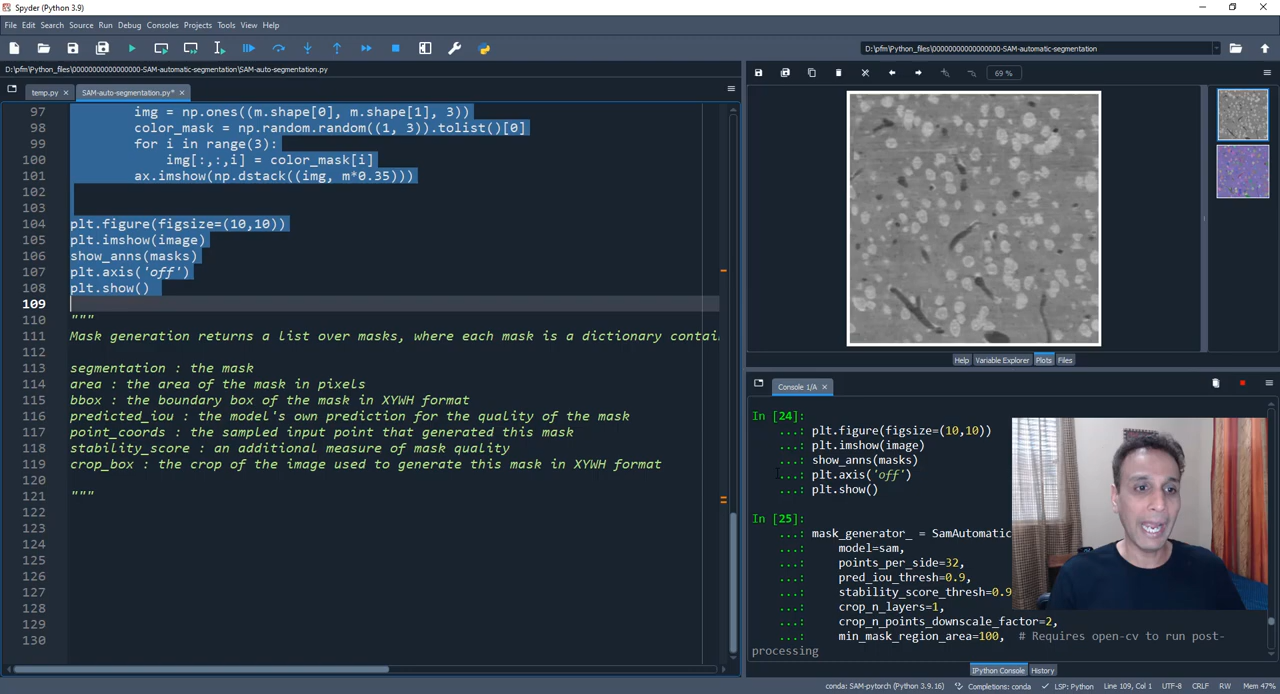 Spyder (Python 3.9)
File Edit Search Source Run Debug Consoles Projects Tools View Help
D:\pfm\Python_files\0000000000000000-SAM-automatic-segmentation
D:\pfm\Python_files\0000000000000000-SAM-automatic-segmentation\SAM-auto-segmentation.py
temp.py
SAM-auto-segmentation.py*
97 img = np.ones((m.shape[0], m.shape[1], 3))
98 color_mask = np.random.random((1, 3)).tolist()[0]
99 for i in range(3):
100 img[:,:,i] = color_mask[i]
101 ax.imshow(np.dstack((img, m*0.35)))
102
103
104 plt.figure(figsize=(10,10))
105 plt.imshow(image)
106 show_anns(masks)
107 plt.axis('off')
108 plt.show()
109
110 """
111 Mask generation returns a list over masks, where each mask is a dictionary contai
112
113 segmentation : the mask
114 area : the area of the mask in pixels
115 bbox : the boundary box of the mask in XYWH format
116 predicted_iou : the model's own prediction for the quality of the mask
117 point_coords : the sampled input point that generated this mask
118 stability_score : an additional measure of mask quality
119 crop_box : the crop of the image used to generate this mask in XYWH format
120
121 """
122
123
124
125
126
127
128
129
130
69 %
Help Variable Explorer Plots Files
Console 1/A
In [24]:
...: plt.figure(figsize=(10,10))
...: plt.imshow(image)
...: show_anns(masks)
...: plt.axis('off')
...: plt.show()
In [25]:
...: mask_generator_ = SamAutomatic
...: model=sam,
...: points_per_side=32,
...: pred_iou_thresh=0.9,
...: stability_score_thresh=0.9
...: crop_n_layers=1,
...: crop_n_points_downscale_factor=2,
...: min_mask_region_area=100, # Requires open-cv to run post-
processing
IPython Console History
conda: SAM-pytorch (Python 3.9.16) Completions: conda LSP: Python Line 109, Col 1 UTF-8 CRLF RW Mem 47%